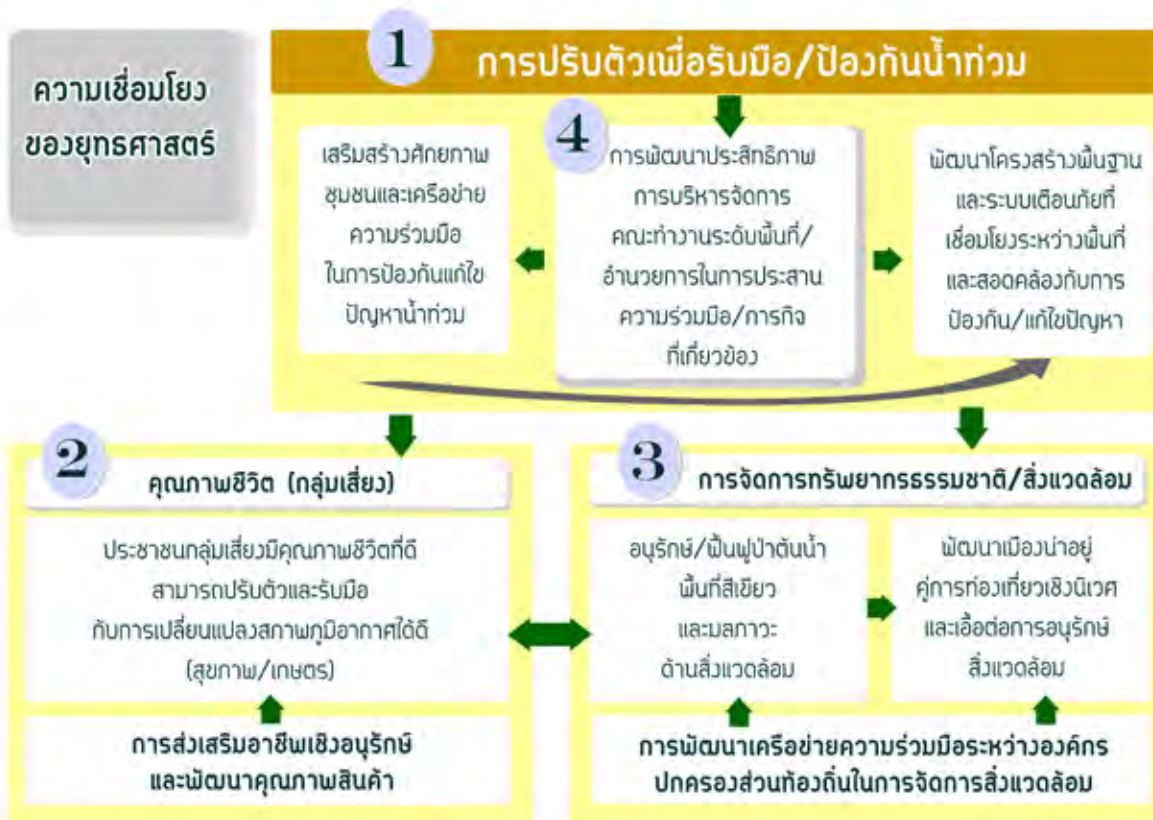 ความเชื่อมโยง
ของยุทธศาสตร์
1
การปรับตัวเพื่อรับมือ/ป้องกันน้ำท่วม
เสริมสร้างศักยภาพ
ชุมชนและเครือข่าย
ความร่วมมือ
ในการป้องกันแก้ไข
ปัญหาน้ำท่วม
4
การพัฒนาประสิทธิภาพ
การบริหารจัดการ
คณะทำงานระดับพื้นที่/
อำนวยการในการประสาน
ความร่วมมือ/ภารกิจ
ที่เกี่ยวข้อง
พัฒนาโครงสร้างพื้นฐาน
และระบบเตือนภัยที่
เชื่อมโยงระหว่างพื้นที่
และสอดคล้องกับการ
ป้องกัน/แก้ไขปัญหา
2
คุณภาพชีวิต (กลุ่มเสี่ยง)
ประชาชนกลุ่มเสี่ยงมีคุณภาพชีวิตที่ดี
สามารถปรับตัวและรับมือ
กับการเปลี่ยนแปลงสภาพภูมิอากาศได้ดี
(สุขภาพ/เกษตร)
การส่งเสริมอาชีพเชิงอนุรักษ์
และพัฒนาคุณภาพสินค้า
3
การจัดการทรัพยากรธรรมชาติ/สิ่งแวดล้อม
อนุรักษ์/ฟื้นฟูป่าต้นน้ำ
พื้นที่สีเขียว
และมลภาวะ
ด้านสิ่งแวดล้อม
พัฒนาเมืองน่าอยู่
คู่การท่องเที่ยวเชิงนิเวศ
และเอื้อต่อการอนุรักษ์
สิ่งแวดล้อม
การพัฒนาเครือข่ายความร่วมมือระหว่างองค์กร
ปกครองส่วนท้องถิ่นในการจัดการสิ่งแวดล้อม